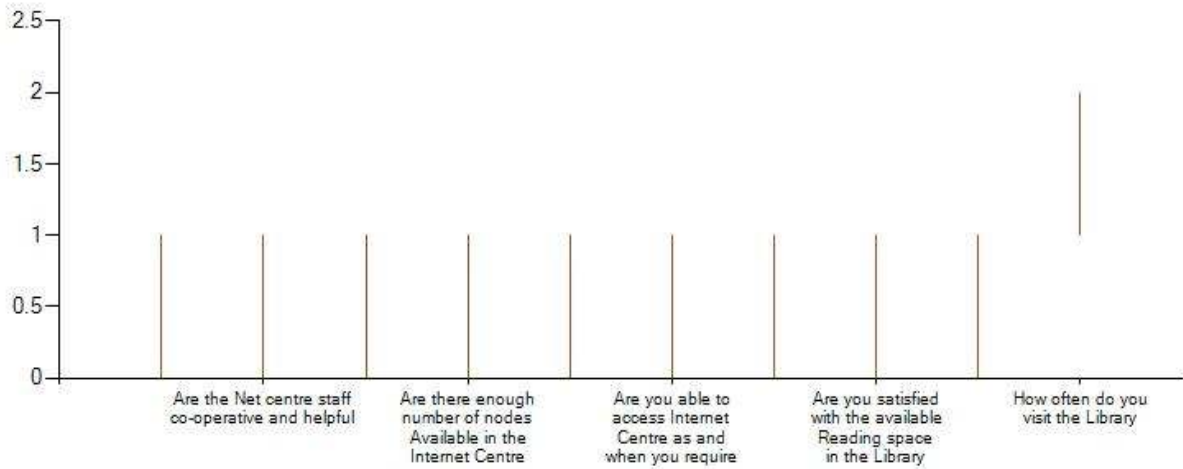 2.5
2
1.5
1
0.5
0
Are the Net centre staff
co-operative and helpful
Are there enough
number of nodes
Available in the
Internet Centre
Are you able to
access Internet
Centre as and
when you require
Are you satisfied
with the available
Reading space
in the Library
How often do you
visit the Library